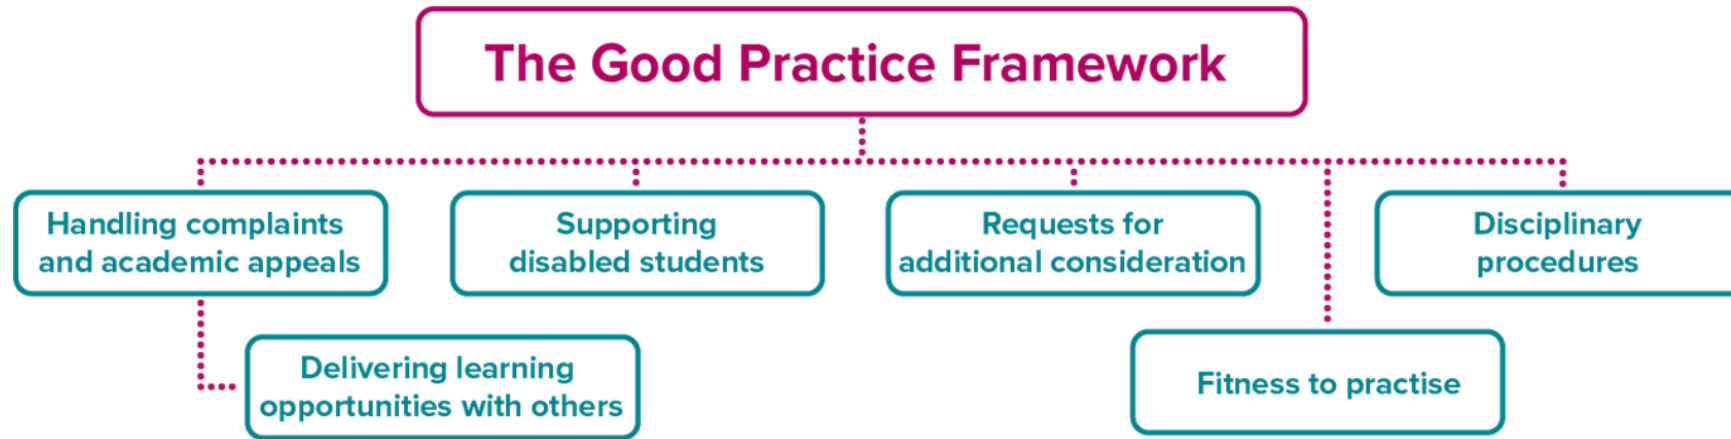 The Good Practice Framework
Handling complaints
and academic appeals
Supporting
disabled students
Requests for
additional consideration
Disciplinary
procedures
Delivering learning
opportunities with others
Fitness to practise